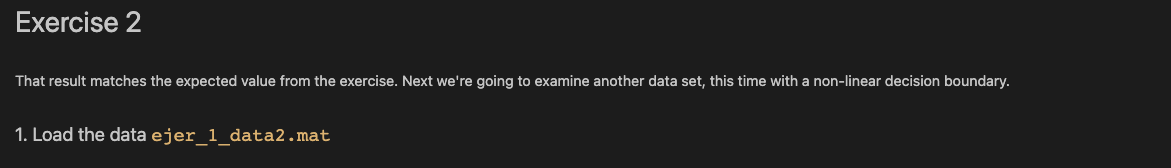 Exercise 2
That result matches the expected value from the exercise. Next we're going to examine another data set, this time with a non-linear decision boundary.
1. Load the data ejer_1_data2.mat